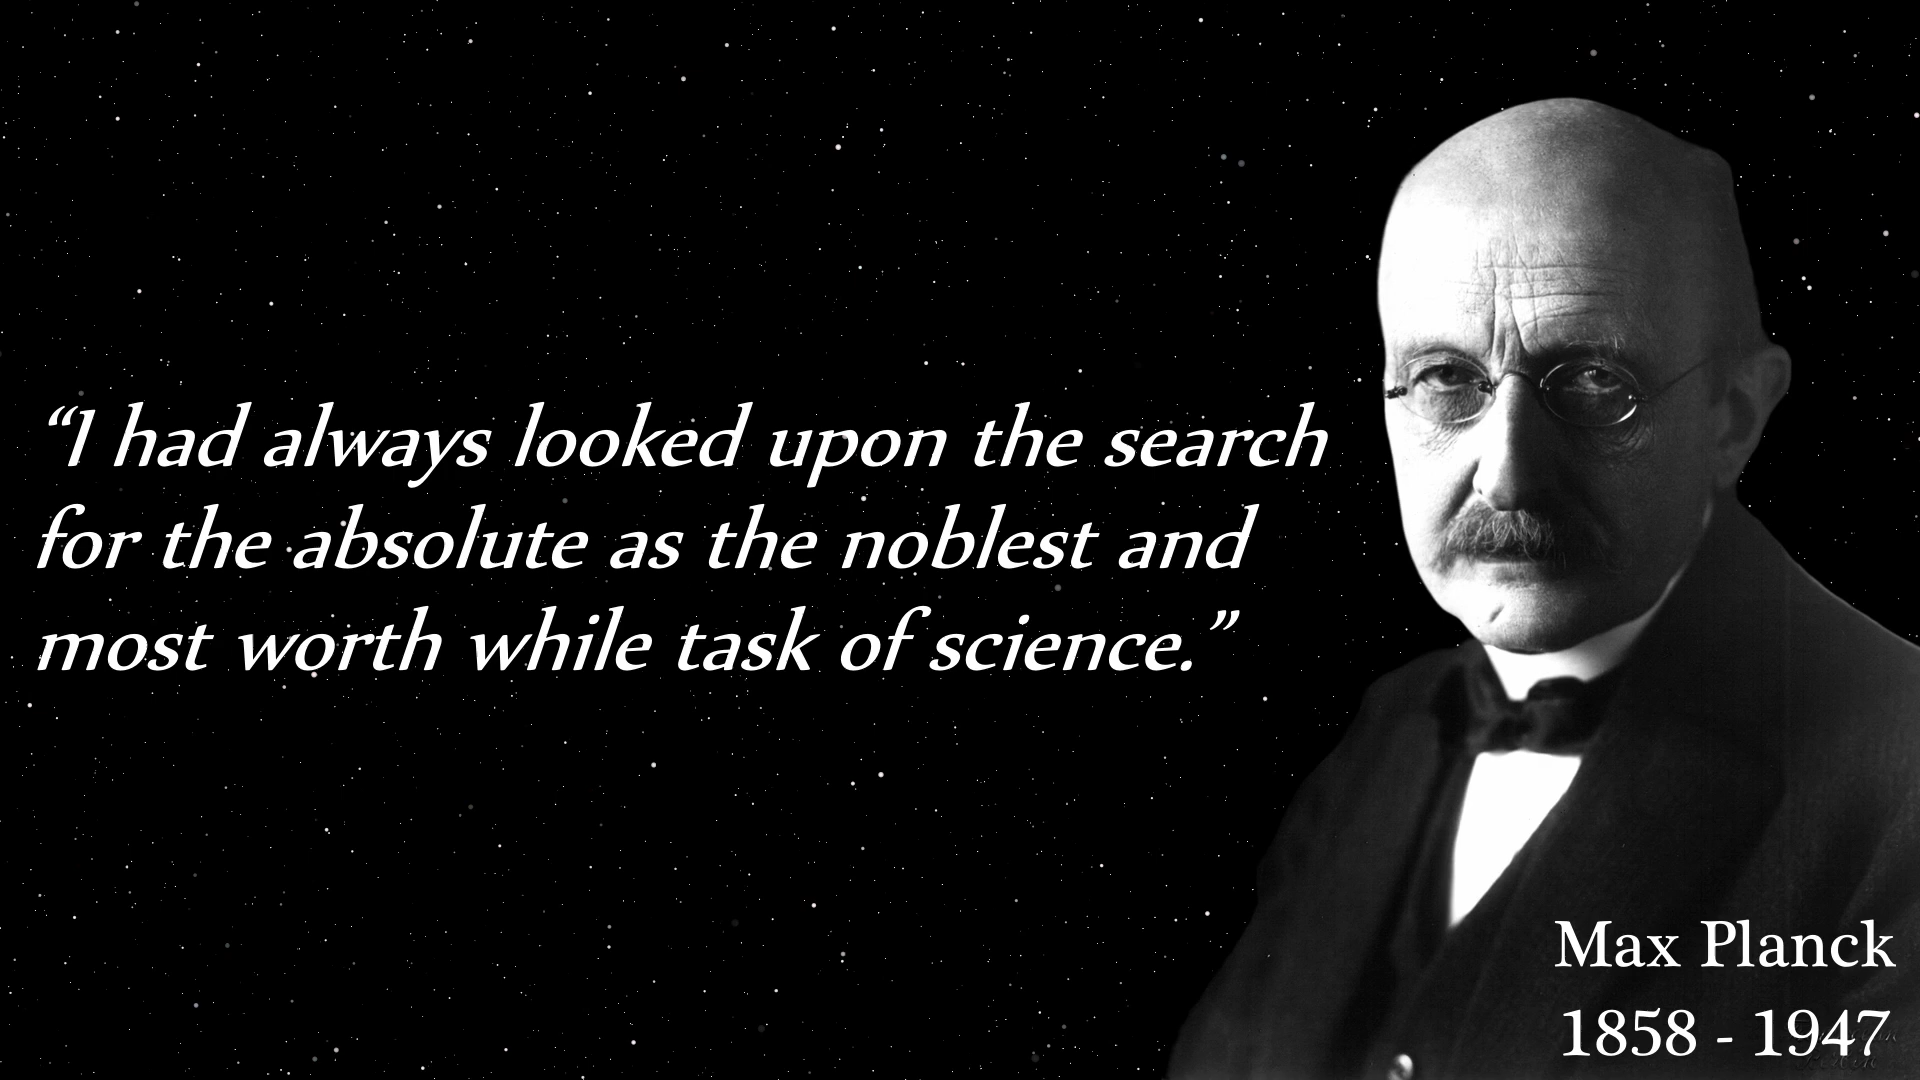 “I had always looked upon the search
for the absolute as the noblest and
most worth while task of science.”
Max Planck
1858 - 1947